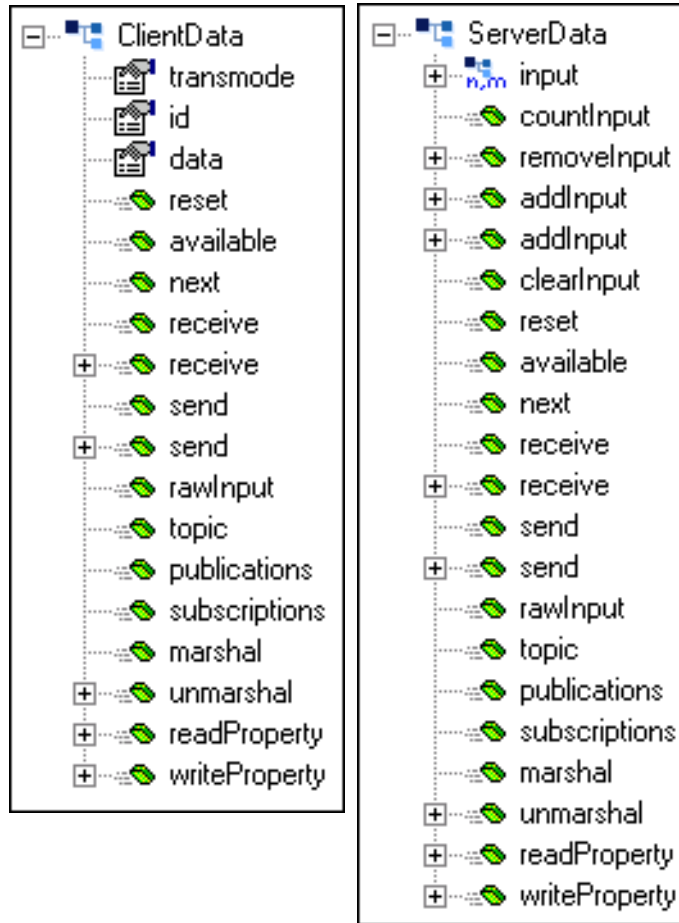 ClientData
transmode
id
data
reset
available
next
receive
receive
send
send
rawInput
topic
publications
subscriptions
marshal
unmarshal
readProperty
writeProperty
ServerData
n,m input
countInput
removeInput
addInput
addInput
clearInput
reset
available
next
receive
receive
send
send
rawInput
topic
publications
subscriptions
marshal
unmarshal
readProperty
writeProperty